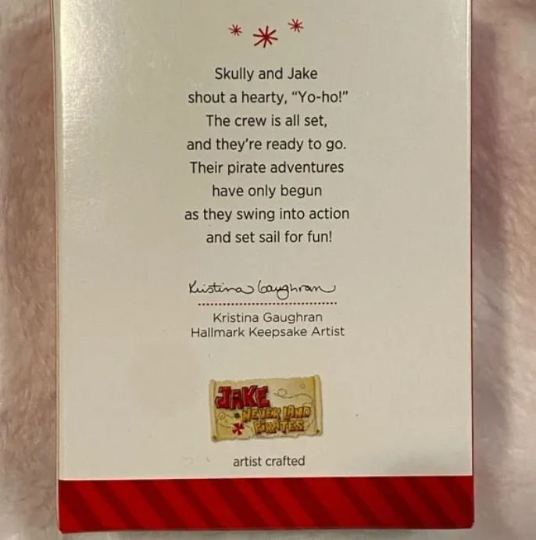 Skully and Jake
shout a hearty, “Yo-ho!”
The crew is all set,
and they’re ready to go.
Their pirate adventures
have only begun
as they swing into action
and set sail for fun!
Kristina Gaughran
Kristina Gaughran
Hallmark Keepsake Artist
JAKE
NEVER LAND
PIRATES
artist crafted